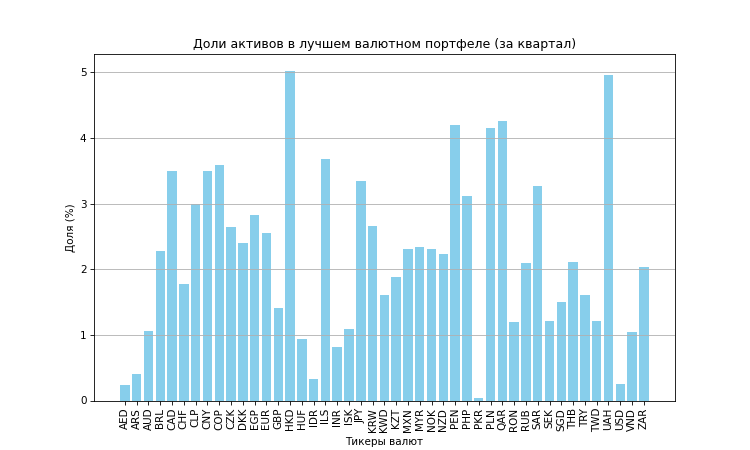 Доли активов в лучшем валютном портфеле (за квартал)
Доля (%)
5
4
3
2
1
0
AED ARS AUD BRL CAD CHF CLP CNY COP CZK DKK EGP EUR GBP HKD HUF IDR ILS INR ISK JPY KRW KWD KZT MXN MYR NOK NZD PEN PHP PKR PLN QAR RON RUB SAR SEK SGD THB TRY TWD UAH USD VND ZAR
Тикеры валют